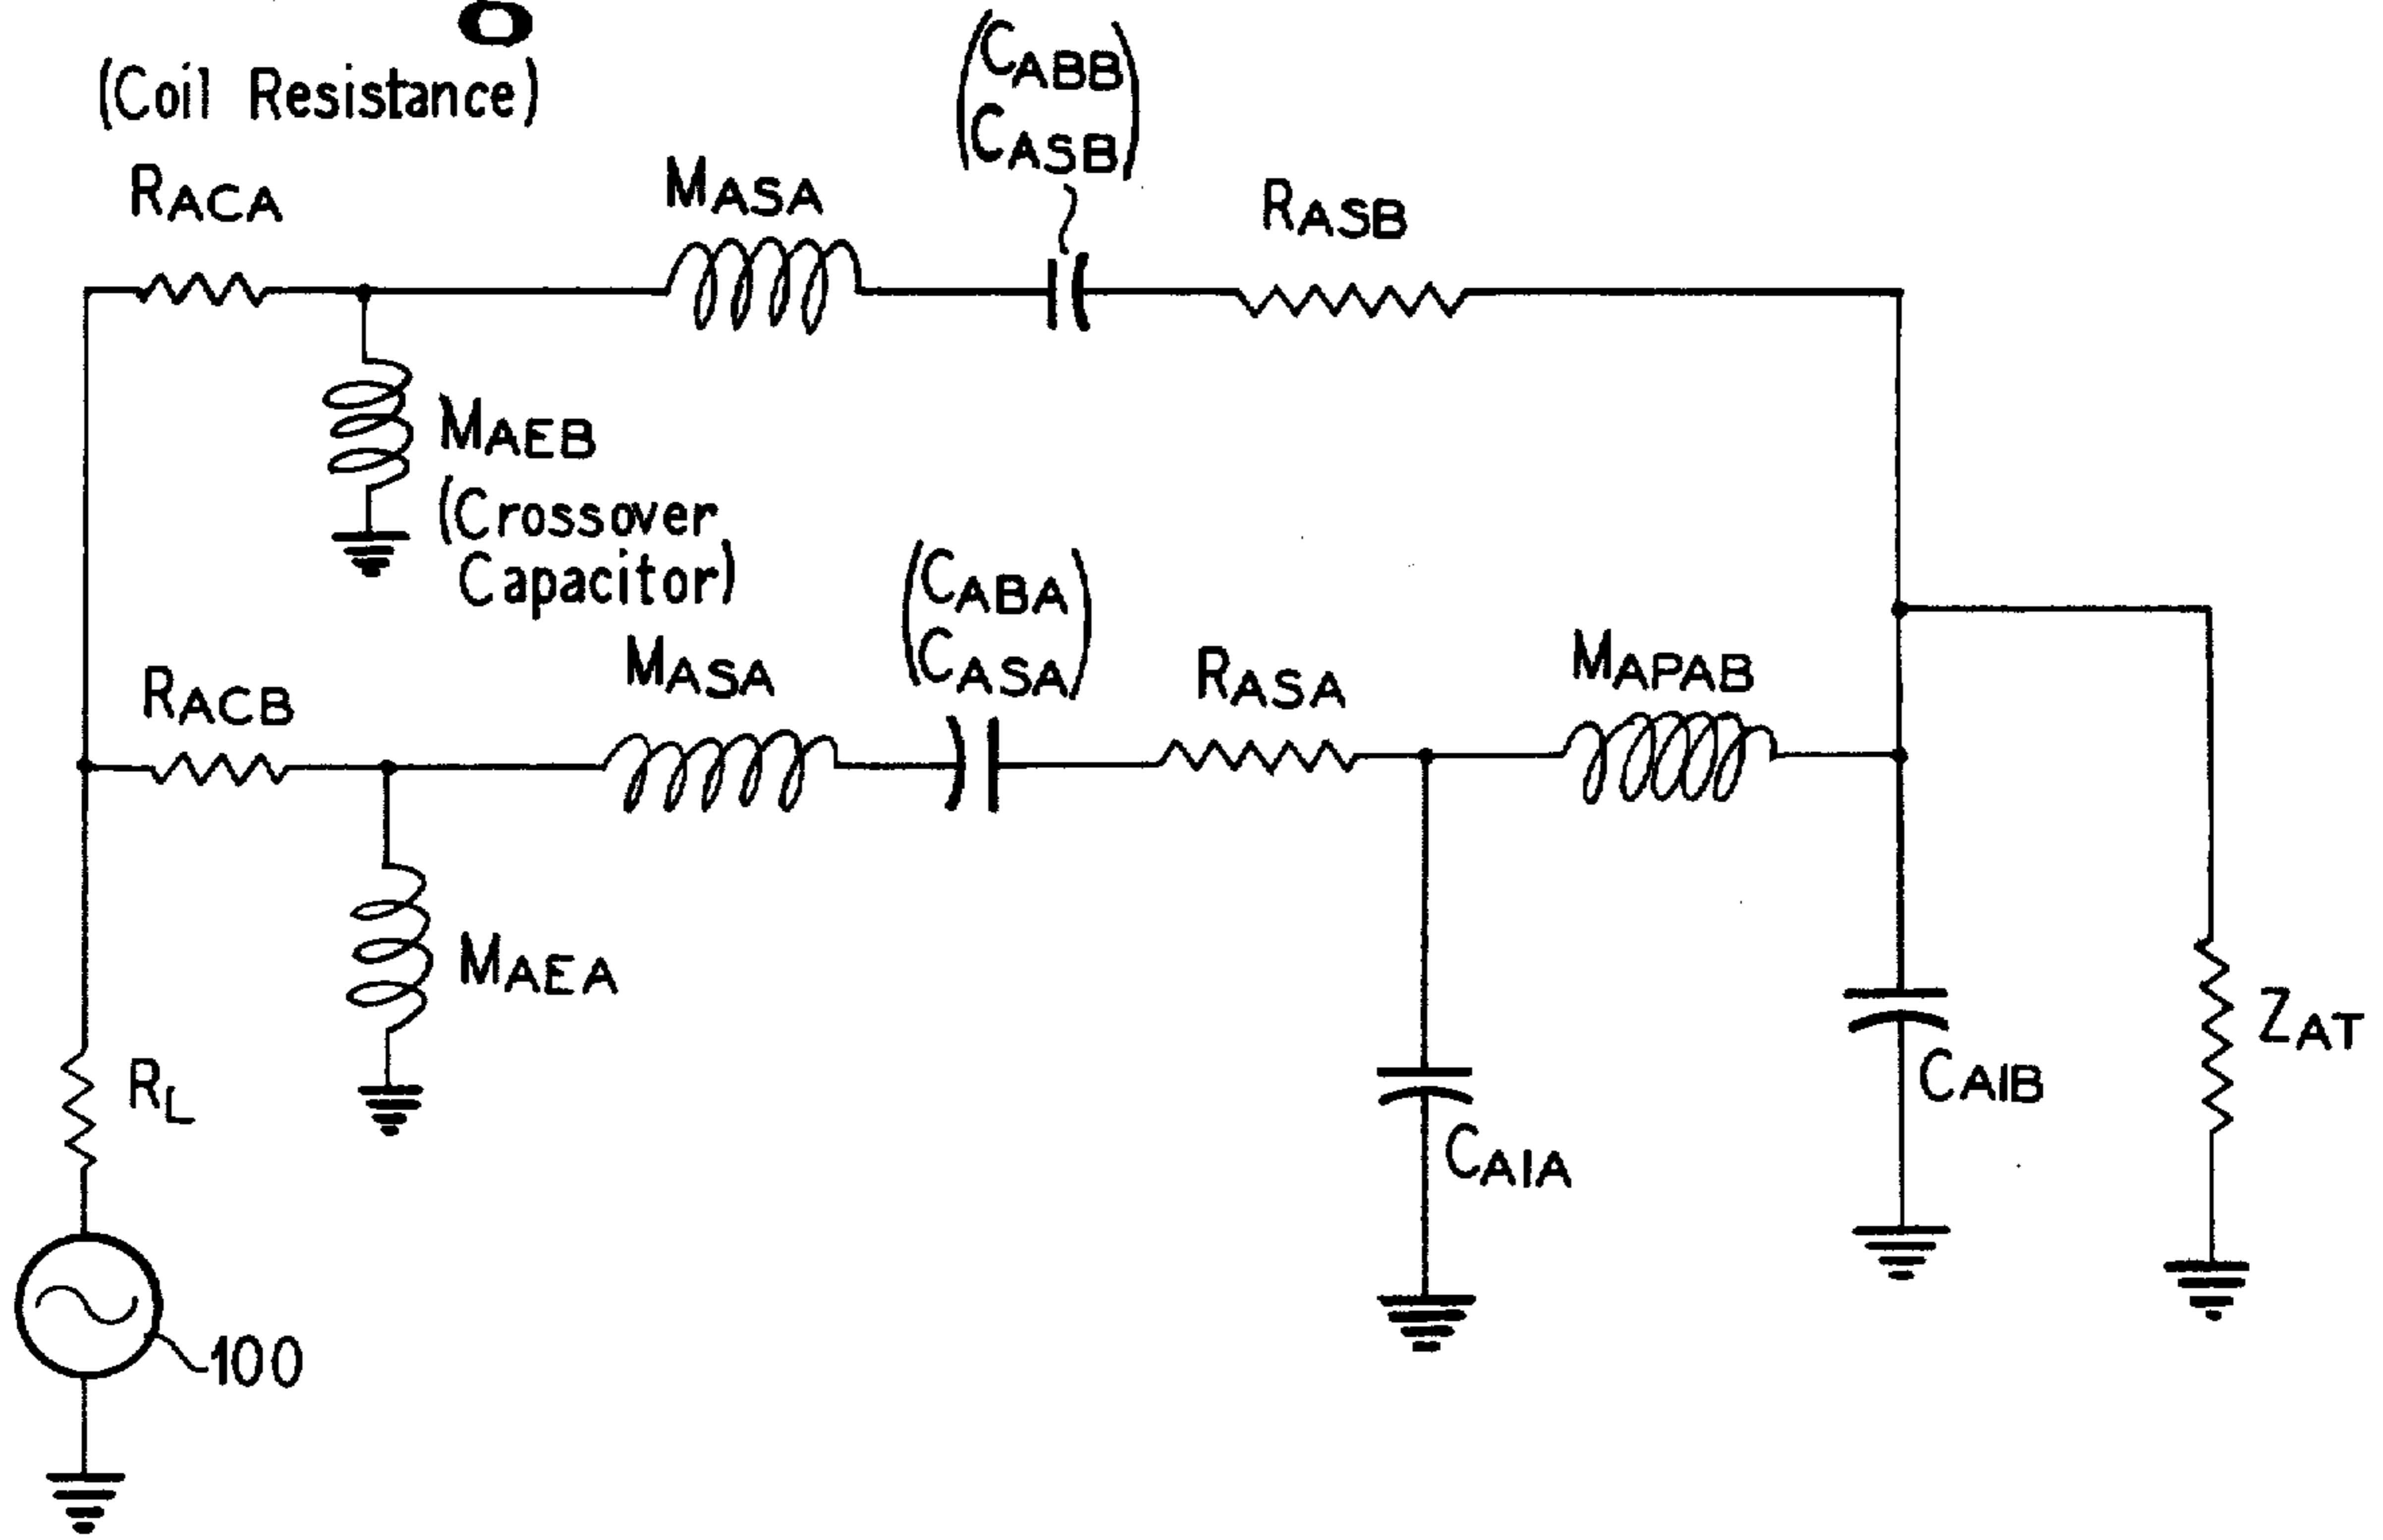 (Coil Resistance)
(CABB
CASB)
RACA
MASA
RASB
MAEB
(Crossover
Capacitor)
(CABA
CASA)
RACB
MASA
RASA
MAPAB
MAEA
RL
ZAT
CAIB
CAIA
100